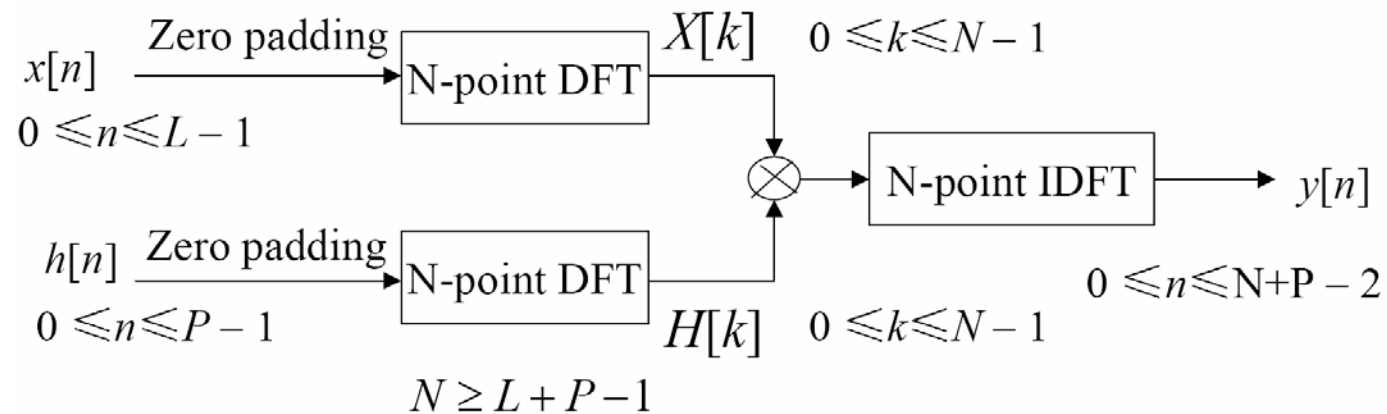 Zero padding
x[n]
0 ≤ n ≤ L – 1
N-point DFT
X[k]
0 ≤ k ≤ N – 1
N-point IDFT
y[n]
0 ≤ n ≤ N+P – 2
Zero padding
h[n]
0 ≤ n ≤ P – 1
N-point DFT
H[k]
0 ≤ k ≤ N – 1
N ≥ L + P – 1